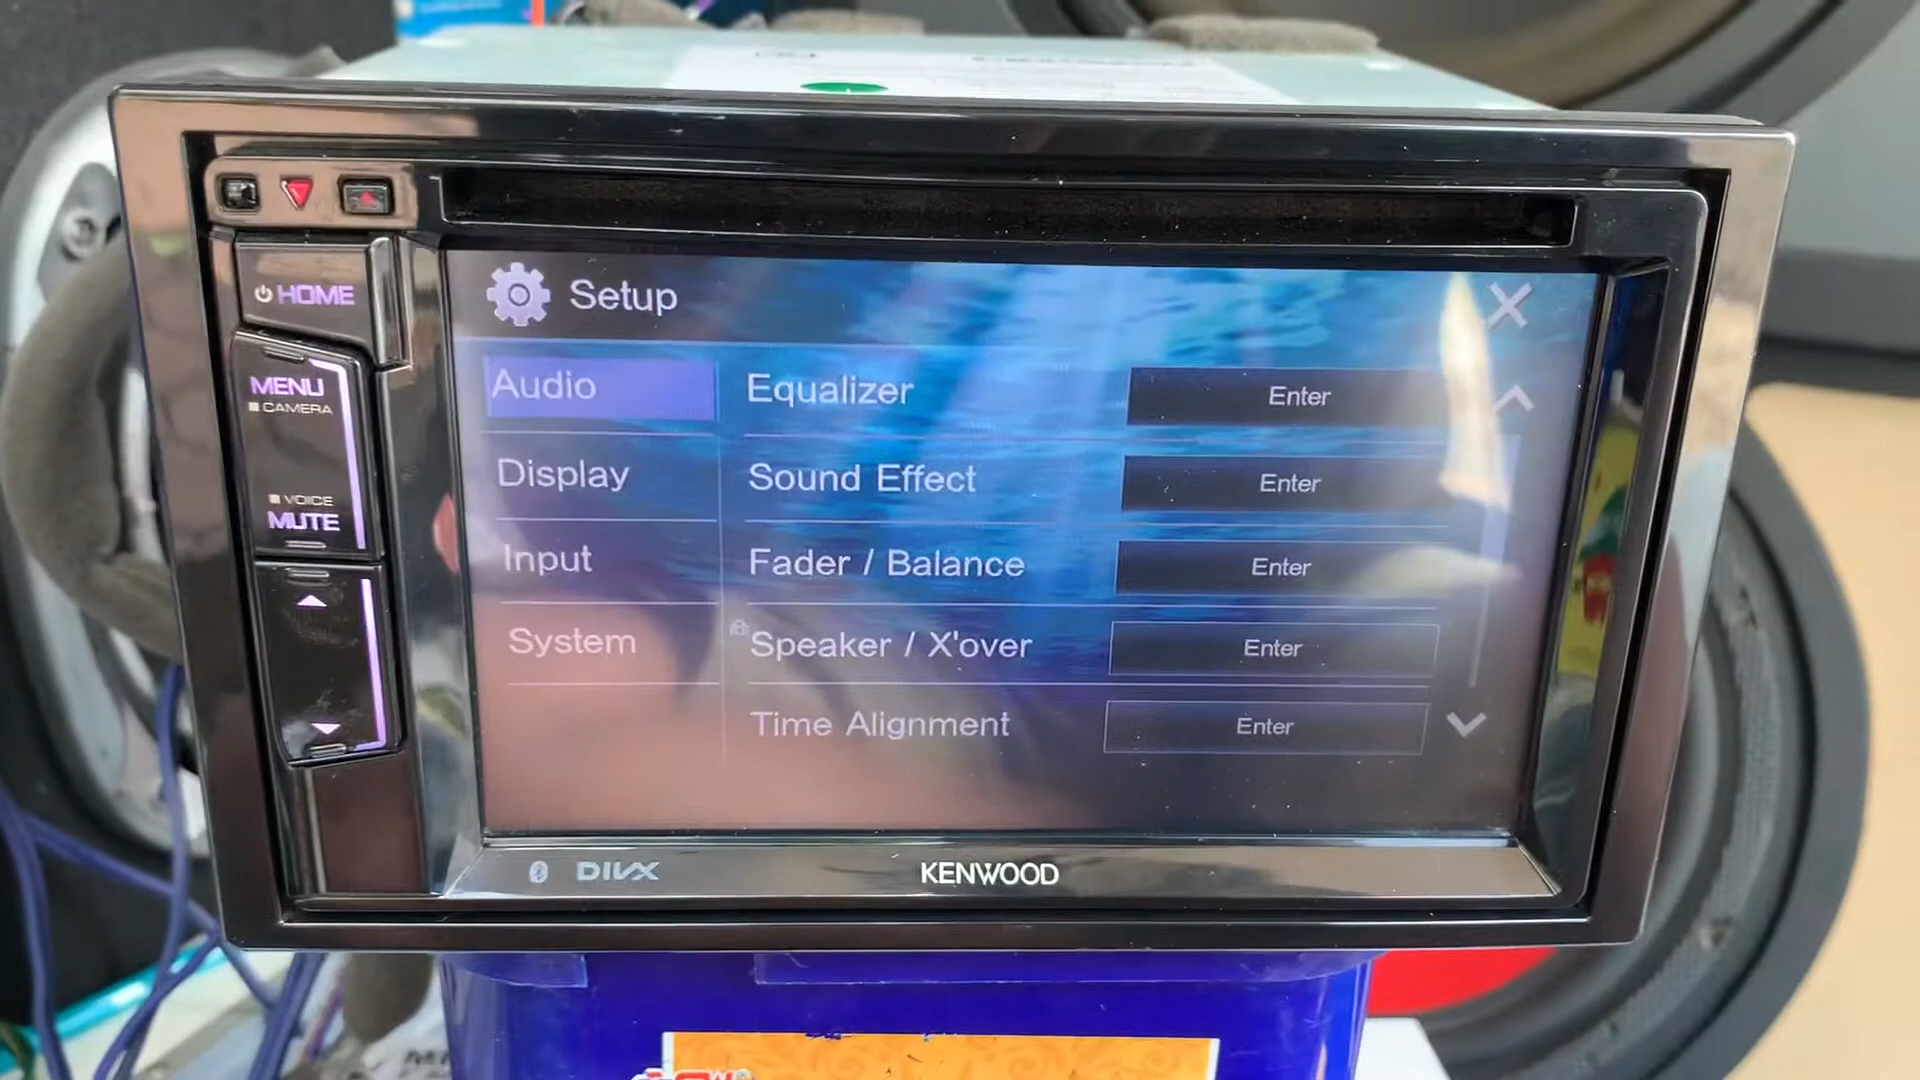 Setup
HOME
MENU
CAMERA
VOICE
MUTE
Audio
Equalizer
Enter
Display
Sound Effect
Enter
Input
Fader / Balance
Enter
System
Speaker / X'over
Enter
Time Alignment
Enter
DIVX
KENWOOD